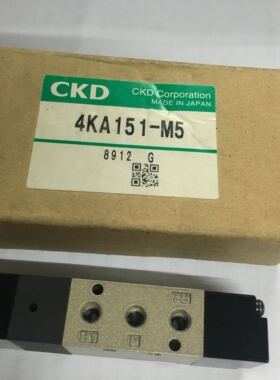 CKD
CKD Corporation
MADE IN JAPAN
4KA151-M5
8912 G
P